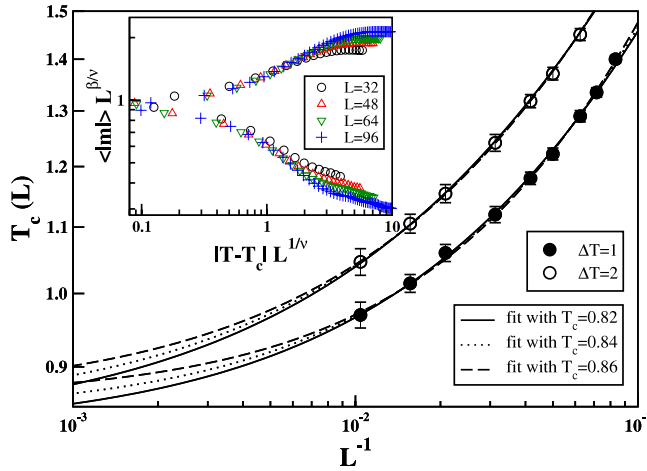 1.5
1.4
1.3
1.2
1.1
1.0
0.9
T_c(L)
<|m|> L^{β/ν}
1
L=32
L=48
L=64
L=96
0.1
1
10
|T-T_c| L^{1/ν}
ΔT=1
ΔT=2
fit with T_c=0.82
fit with T_c=0.84
fit with T_c=0.86
10^{-3}
10^{-2}
L^{-1}